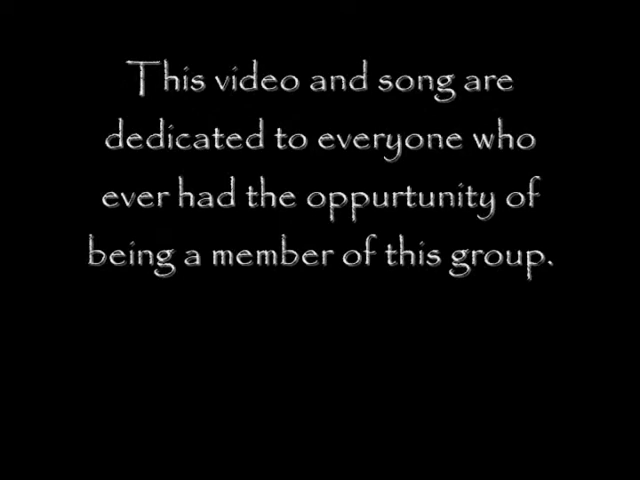 This video and song are
dedicated to everyone who
ever had the oppurtunity of
being a member of this group.